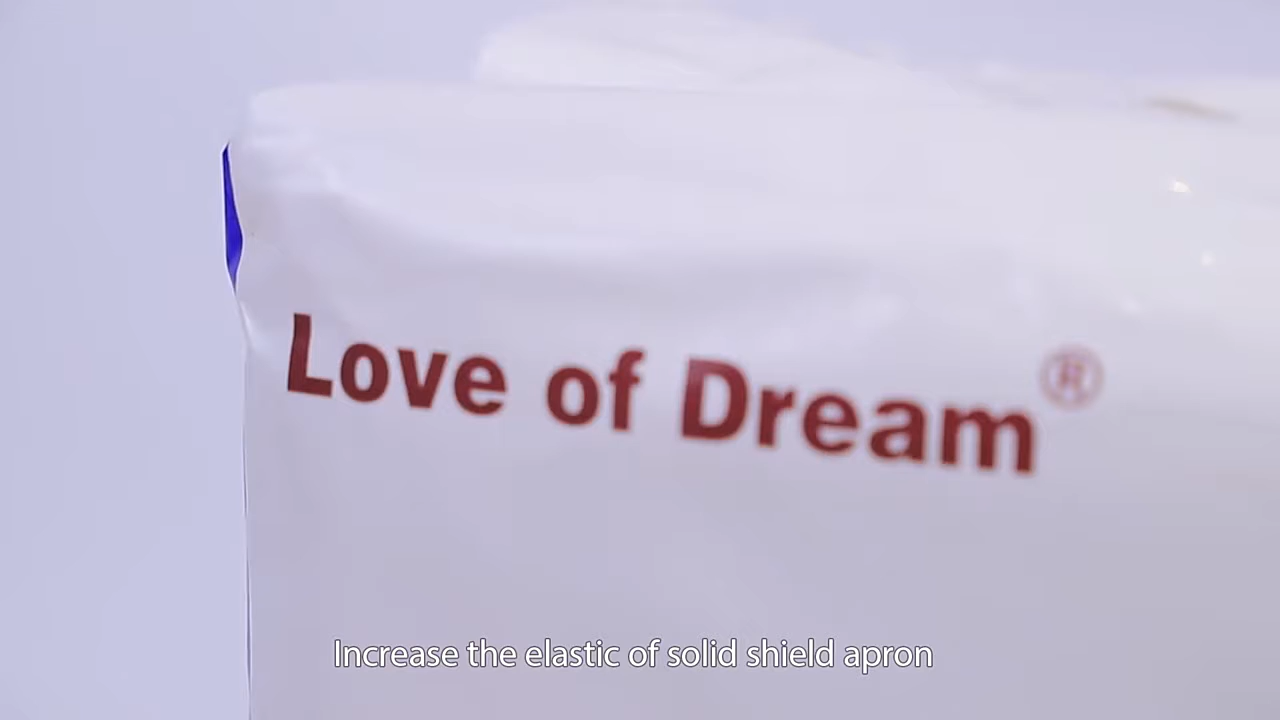 Love of Dream®
Increase the elastic of solid shield apron